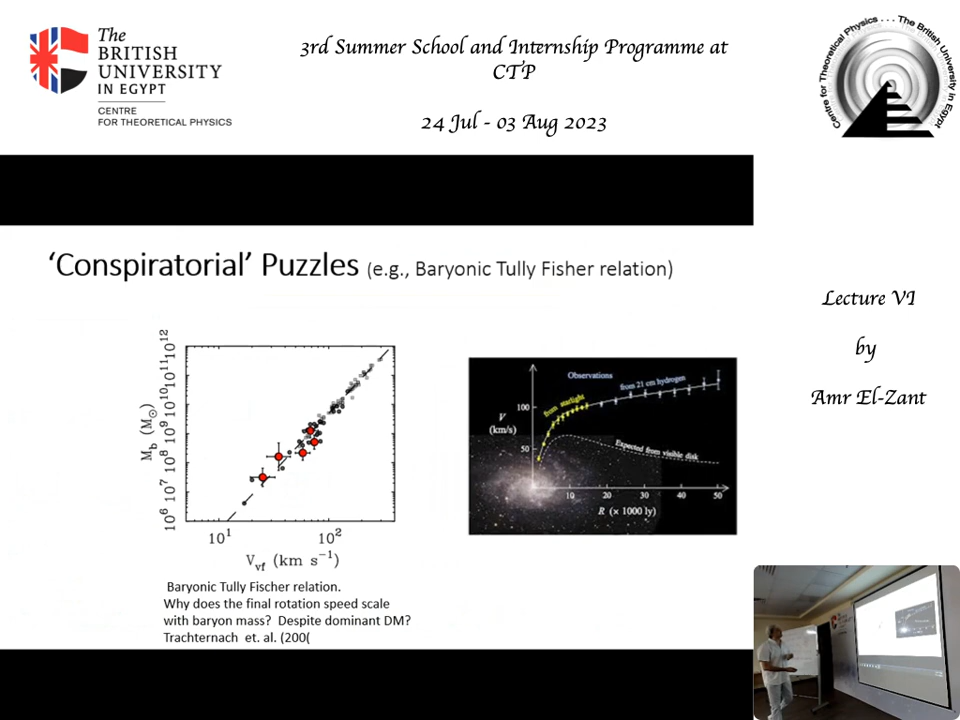 The
BRITISH
UNIVERSITY
IN EGYPT
CENTRE
FOR THEORETICAL PHYSICS
3rd Summer School and Internship Programme at
CTP
24 Jul - 03 Aug 2023
Centre for Theoretical Physics . . . The British University in Egypt
'Conspiratorial' Puzzles (e.g., Baryonic Tully Fisher relation)
10^12
10^11
10^10
10^9
10^8
10^7
10^6
M_b (M_⊙)
10^1
10^2
V_vf (km s^-1)
Observations
from 21 cm hydrogen
from starlight
V
(km/s)
100
50
Expected from visible disk
10
20
30
40
50
R (× 1000 ly)
Baryonic Tully Fischer relation.
Why does the final rotation speed scale
with baryon mass? Despite dominant DM?
Trachternach et. al. (200(
Lecture VI
by
Amr El-Zant